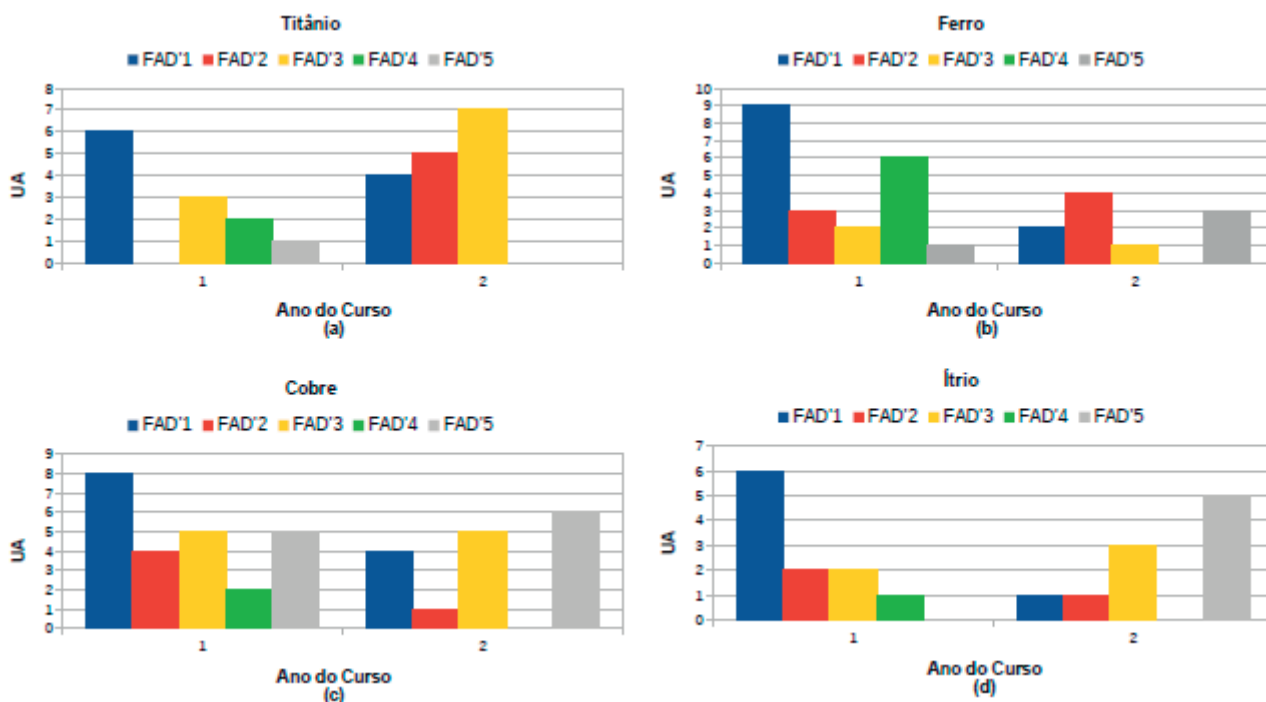 Titânio
FAD'1 FAD'2 FAD'3 FAD'4 FAD'5
8
7
6
5
4
3
2
1
0
UA
1 2
Ano do Curso
(a)
Ferro
FAD'1 FAD'2 FAD'3 FAD'4 FAD'5
10
9
8
7
6
5
4
3
2
1
0
UA
1 2
Ano do Curso
(b)
Cobre
FAD'1 FAD'2 FAD'3 FAD'4 FAD'5
9
8
7
6
5
4
3
2
1
0
UA
1 2
Ano do Curso
(c)
Ítrio
FAD'1 FAD'2 FAD'3 FAD'4 FAD'5
7
6
5
4
3
2
1
0
UA
1 2
Ano do Curso
(d)